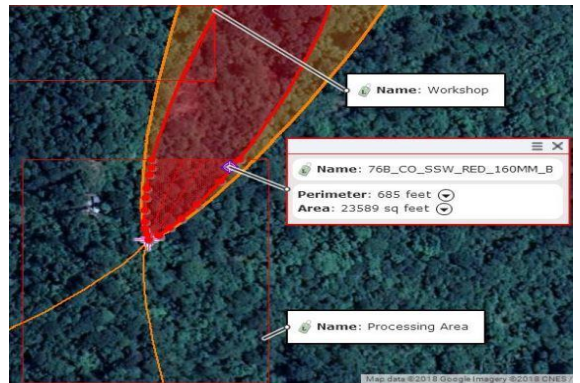 Name: Workshop
Name: 76B_CO_SSW_RED_160MM_B
Perimeter: 685 feet
Area: 23589 sq feet
Name: Processing Area
Map data ©2018 Google Imagery ©2018 CNES /